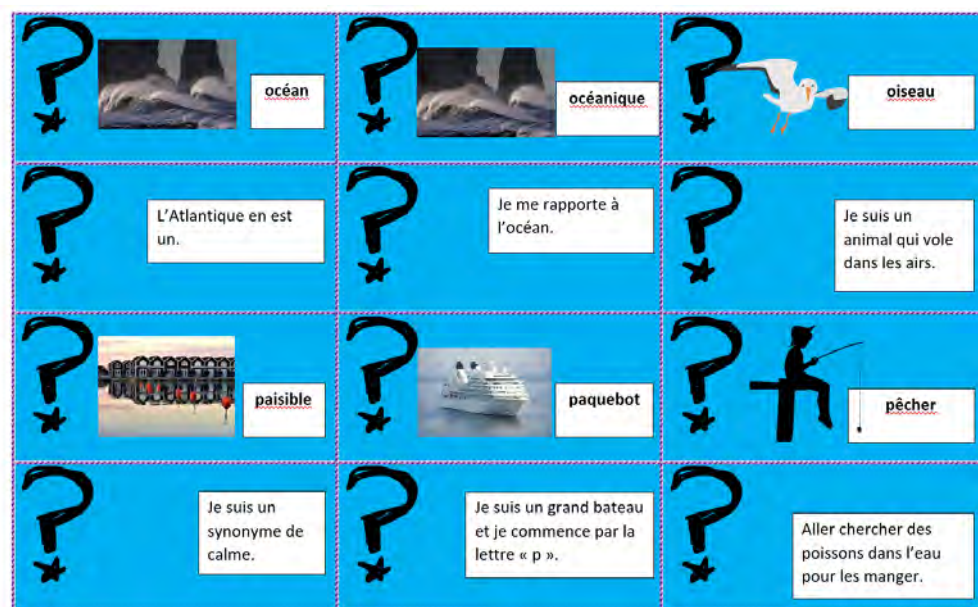 océan
océanique
oiseau
L'Atlantique en est
un.
Je me rapporte à
l'océan.
Je suis un
animal qui vole
dans les airs.
paisible
paquebot
pêcher
Je suis un
synonyme de
calme.
Je suis un grand bateau
et je commence par la
lettre « p ».
Aller chercher des
poissons dans l'eau
pour les manger.